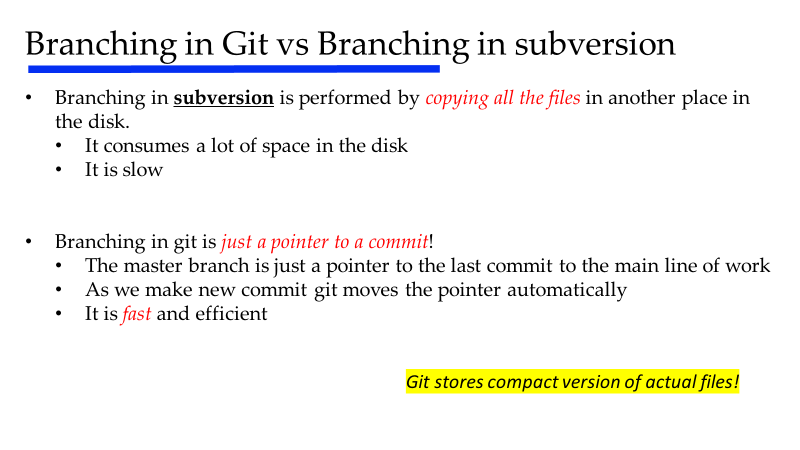 Branching in Git vs Branching in subversion
• Branching in subversion is performed by copying all the files in another place in
the disk.
• It consumes a lot of space in the disk
• It is slow
• Branching in git is just a pointer to a commit!
• The master branch is just a pointer to the last commit to the main line of work
• As we make new commit git moves the pointer automatically
• It is fast and efficient
Git stores compact version of actual files!